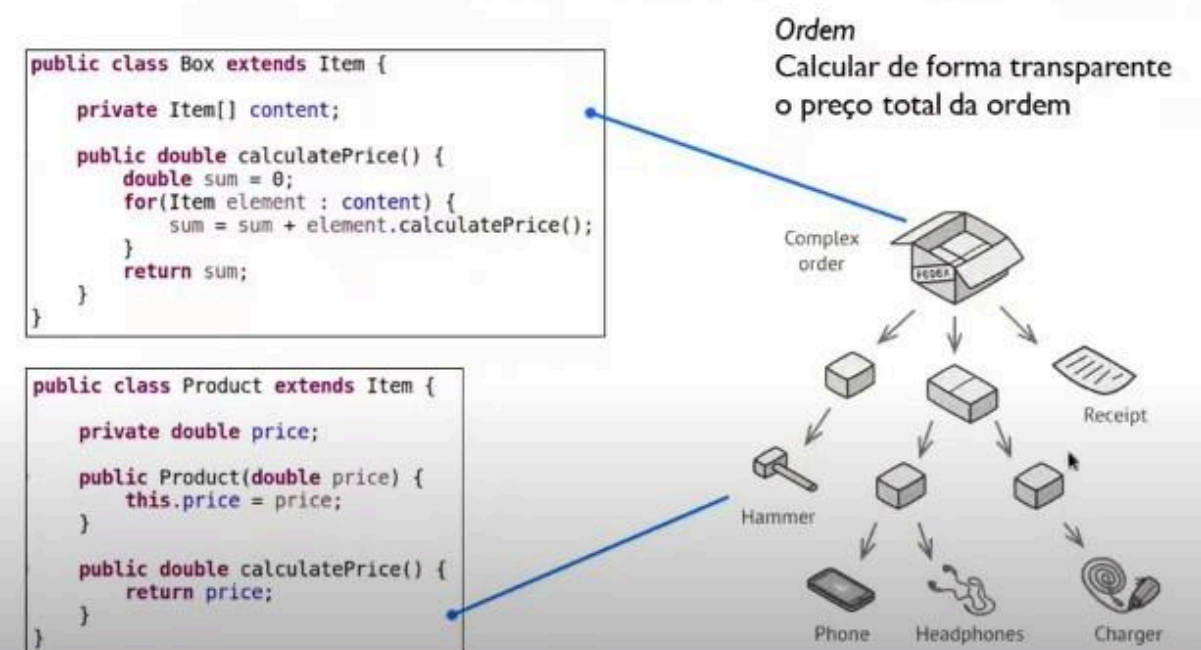 Ordem
Calcular de forma transparente
o preço total da ordem
public class Box extends Item {
private Item[] content;
public double calculatePrice() {
double sum = 0;
for(Item element : content) {
sum = sum + element.calculatePrice();
}
return sum;
}
}
public class Product extends Item {
private double price;
public Product(double price) {
this.price = price;
}
public double calculatePrice() {
return price;
}
}
Complex
order
FEDEX
Receipt
Hammer
Phone
Headphones
Charger